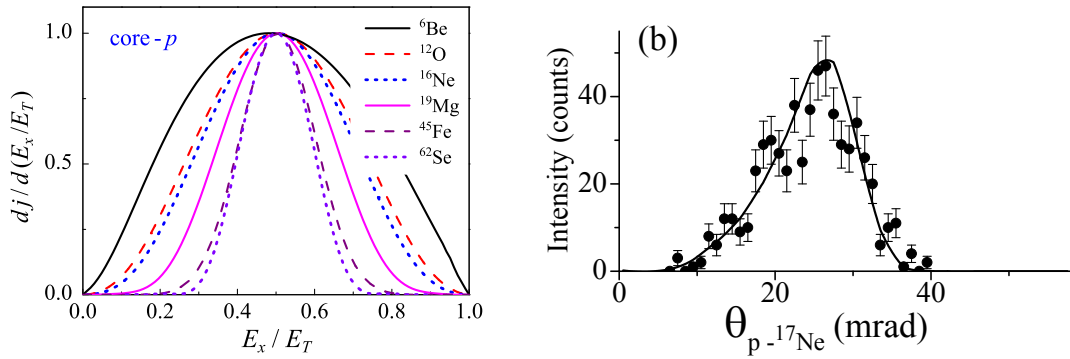 core - p
⁶Be
¹²O
¹⁶Ne
¹⁹Mg
⁴⁵Fe
⁶²Se
dj / d (Eₓ/E_T)
1.0
0.5
0.0
0.0 0.2 0.4 0.6 0.8 1.0
Eₓ / E_T
(b)
Intensity (counts)
40
20
0
0 20 40
θ p -¹⁷Ne (mrad)